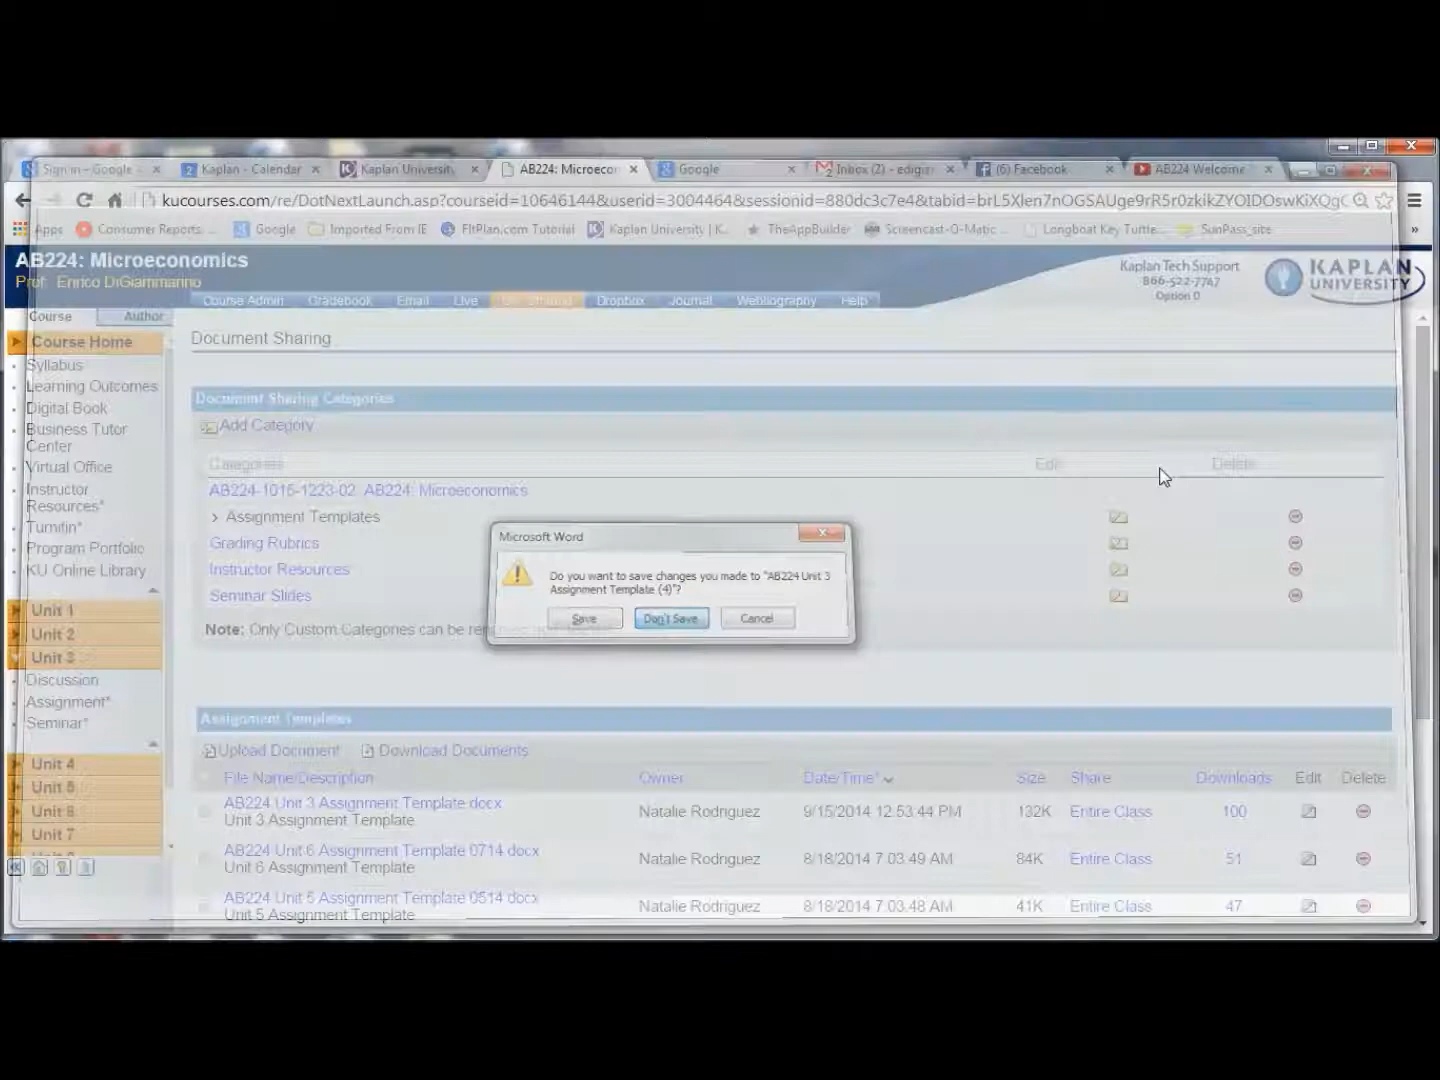 Sign in - Google
Kaplan - Calendar
Kaplan University
AB224: Microeco
Google
Inbox (2) - edigia
(6) Facebook
AB224 Welcome
kucourses.com/re/DotNextLaunch.asp?courseid=10646144&userid=3004464&sessionid=880dc3c7e4&tabid=
Apps
Consumer Reports ...
Google
Imported From IE
FltPlan.com Tutorial
Kaplan University | K...
TheAppBuilder
Screencast-O-Matic ...
Longboat Key Turtle...
SunPass_site
»
AB224: Microeconomics
Prof. Enrico DiGiammarino
Kaplan Tech Support
866-522-7747
Option 0
KAPLAN
UNIVERSITY
Course Admin
Gradebook
Email
Live
Doc Sharing
Dropbox
Journal
Webliography
Help
Course
Author
Course Home
Syllabus
Learning Outcomes
Digital Book
Business Tutor
Center
Virtual Office
Instructor
Resources*
Turnitin*
Program Portfolio
KU Online Library
Unit 1
Unit 2
Unit 3
Discussion
Assignment*
Seminar*
Unit 4
Unit 5
Unit 6
Unit 7
Document Sharing
Document Sharing Categories
Add Category
Categories
Edit
Delete
AB224-1015-1223-02: AB224: Microeconomics
> Assignment Templates
Grading Rubrics
Instructor Resources
Seminar Slides
Note: Only Custom Categories can be
Microsoft Word
Do you want to save changes you made to "AB224 Unit 3
Assignment Template (4)"?
Save
Don't Save
Cancel
Assignment Templates
Upload Document
Download Documents
File Name/Description
Owner
Date/Time*
Size
Share
Downloads
Edit
Delete
AB224 Unit 3 Assignment Template.docx
Unit 3 Assignment Template
Natalie Rodriguez
9/15/2014 12:53:44 PM
132K
Entire Class
100
AB224 Unit 6 Assignment Template 0714.docx
Unit 6 Assignment Template
Natalie Rodriguez
8/18/2014 7:03:49 AM
84K
Entire Class
51
AB224 Unit 5 Assignment Template 0514.docx
Unit 5 Assignment Template
Natalie Rodriguez
8/18/2014 7:03:48 AM
41K
Entire Class
47